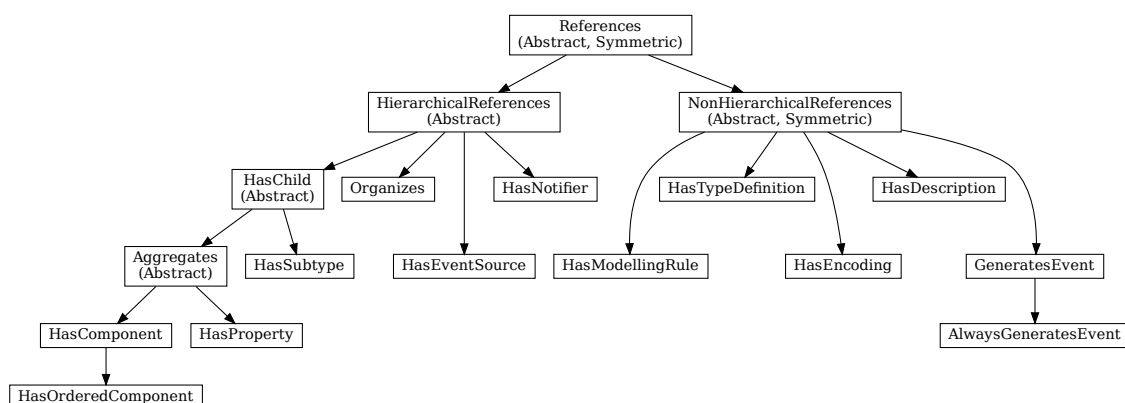 References
(Abstract, Symmetric)
HierarchicalReferences
(Abstract)
NonHierarchicalReferences
(Abstract, Symmetric)
HasChild
(Abstract)
Organizes
HasNotifier
HasTypeDefinition
HasDescription
Aggregates
(Abstract)
HasSubtype
HasEventSource
HasModellingRule
HasEncoding
GeneratesEvent
HasComponent
HasProperty
AlwaysGeneratesEvent
HasOrderedComponent